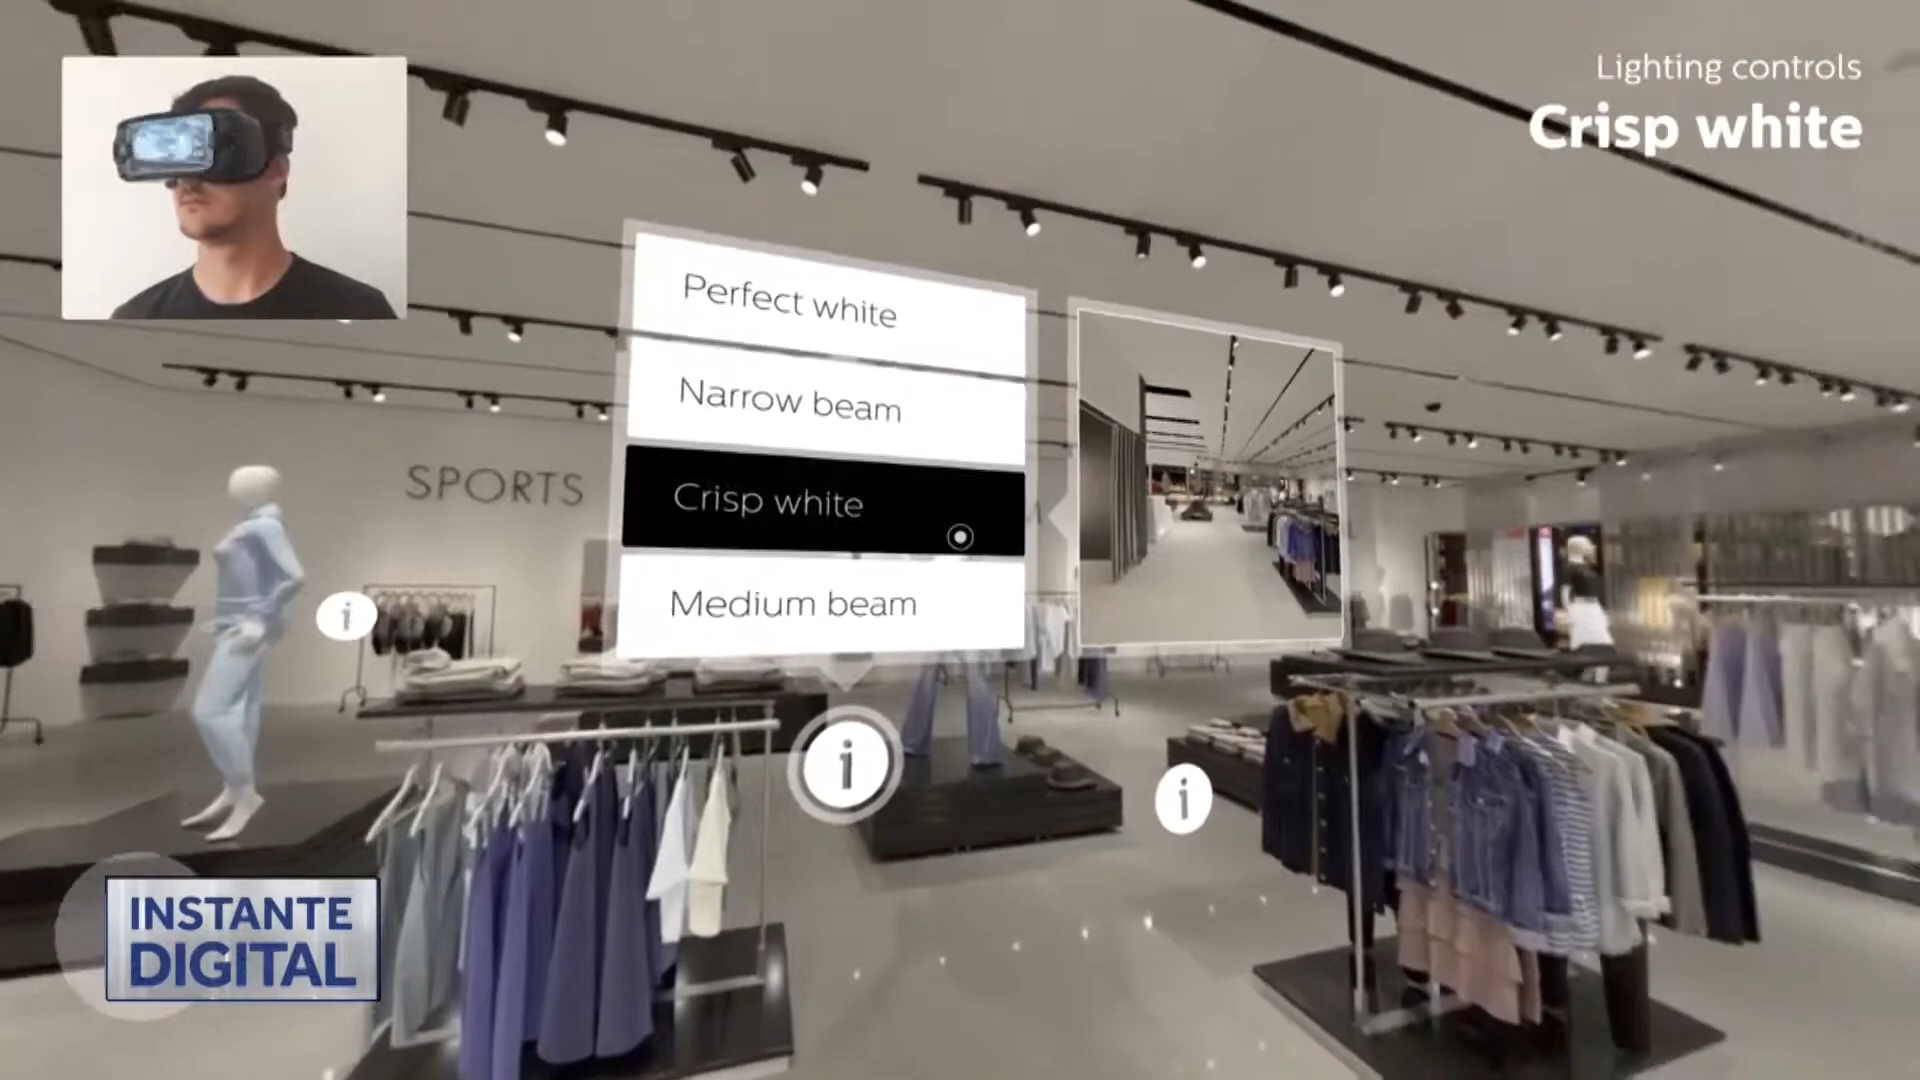 Lighting controls
Crisp white
Perfect white
Narrow beam
SPORTS
Crisp white
Medium beam
i
i
i
INSTANTE
DIGITAL